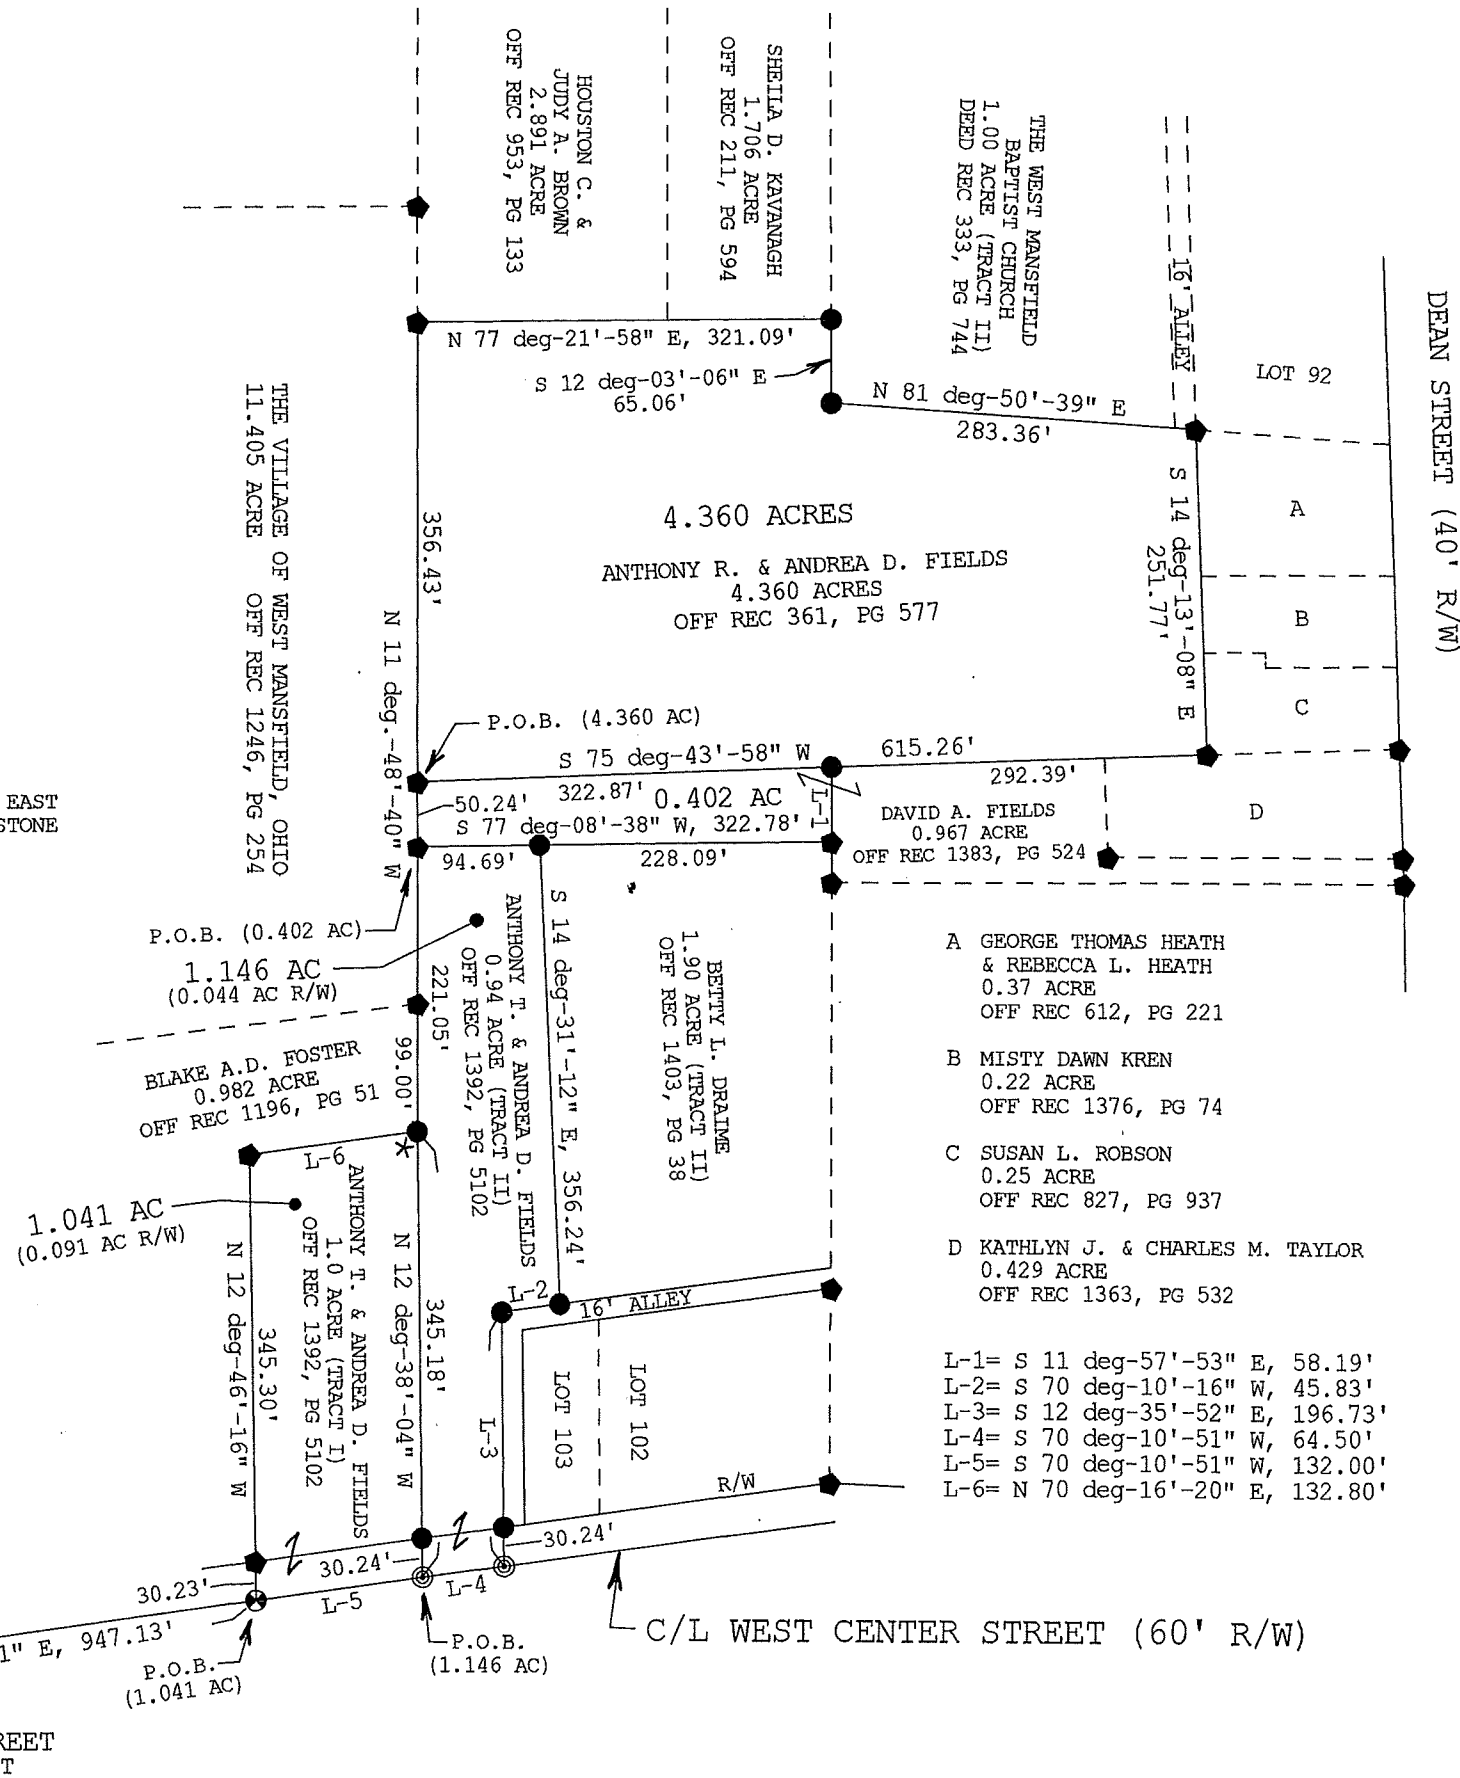 HOUSTON C. &
JUDY A. BROWN
2.891 ACRE
OFF REC 953, PG 133
SHEILA D. KAVANAGH
1.706 ACRE
OFF REC 211, PG 594
THE WEST MANSFIELD
BAPTIST CHURCH
1.00 ACRE (TRACT II)
DEED REC 333, PG 744
16' ALLEY
LOT 92
DEAN STREET (40' R/W)
N 77 deg-21'-58" E, 321.09'
S 12 deg-03'-06" E
65.06'
N 81 deg-50'-39" E
283.36'
THE VILLAGE OF WEST MANSFIELD, OHIO
11.405 ACRE OFF REC 1246, PG 254
356.43'
N 11 deg.-48'-40" W
4.360 ACRES
ANTHONY R. & ANDREA D. FIELDS
4.360 ACRES
OFF REC 361, PG 577
S 14 deg-13'-08" E
251.77'
A
B
C
P.O.B. (4.360 AC)
S 75 deg-43'-58" W
615.26'
322.87'
292.39'
EAST
STONE
50.24'
0.402 AC
L-1
S 77 deg-08'-38" W, 322.78'
94.69'
228.09'
DAVID A. FIELDS
0.967 ACRE
OFF REC 1383, PG 524
D
P.O.B. (0.402 AC)
1.146 AC
(0.044 AC R/W)
221.05'
ANTHONY T. & ANDREA D. FIELDS
0.94 ACRE (TRACT II)
OFF REC 1392, PG 5102
S 14 deg-31'-12" E, 356.24'
BETTY L. DRAIME
1.90 ACRE (TRACT II)
OFF REC 1403, PG 38
A GEORGE THOMAS HEATH
& REBECCA L. HEATH
0.37 ACRE
OFF REC 612, PG 221
B MISTY DAWN KREN
0.22 ACRE
OFF REC 1376, PG 74
C SUSAN L. ROBSON
0.25 ACRE
OFF REC 827, PG 937
D KATHLYN J. & CHARLES M. TAYLOR
0.429 ACRE
OFF REC 1363, PG 532
BLAKE A.D. FOSTER
0.982 ACRE
OFF REC 1196, PG 51
99.00'
*
L-6
1.041 AC
(0.091 AC R/W)
N 12 deg-46'-16" W
345.30'
ANTHONY T. & ANDREA D. FIELDS
1.0 ACRE (TRACT I)
OFF REC 1392, PG 5102
N 12 deg-38'-04" W
345.18'
L-2
16' ALLEY
L-3
LOT 103
LOT 102
R/W
L-1= S 11 deg-57'-53" E, 58.19'
L-2= S 70 deg-10'-16" W, 45.83'
L-3= S 12 deg-35'-52" E, 196.73'
L-4= S 70 deg-10'-51" W, 64.50'
L-5= S 70 deg-10'-51" W, 132.00'
L-6= N 70 deg-16'-20" E, 132.80'
30.24'
30.24'
30.23'
L-4
L-5
1" E, 947.13'
P.O.B.
(1.041 AC)
P.O.B.
(1.146 AC)
C/L WEST CENTER STREET (60' R/W)
REET
T